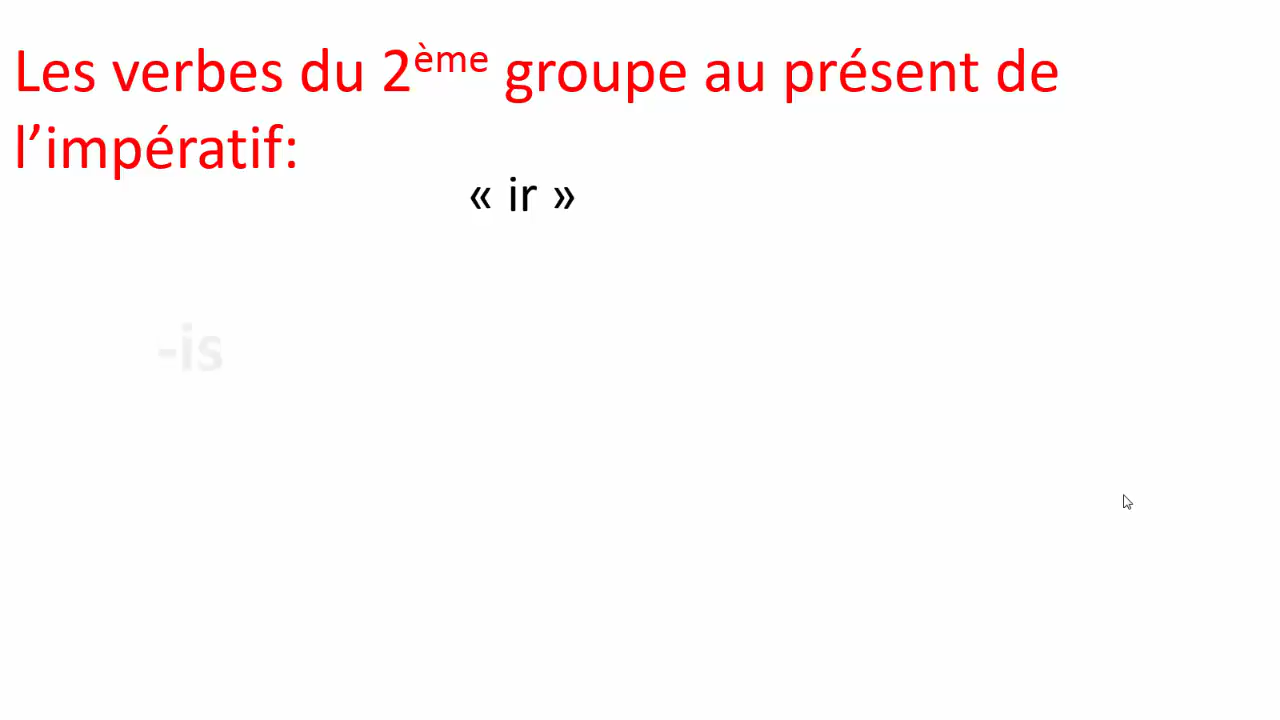 Les verbes du 2ème groupe au présent de
l’impératif:
« ir »
-is